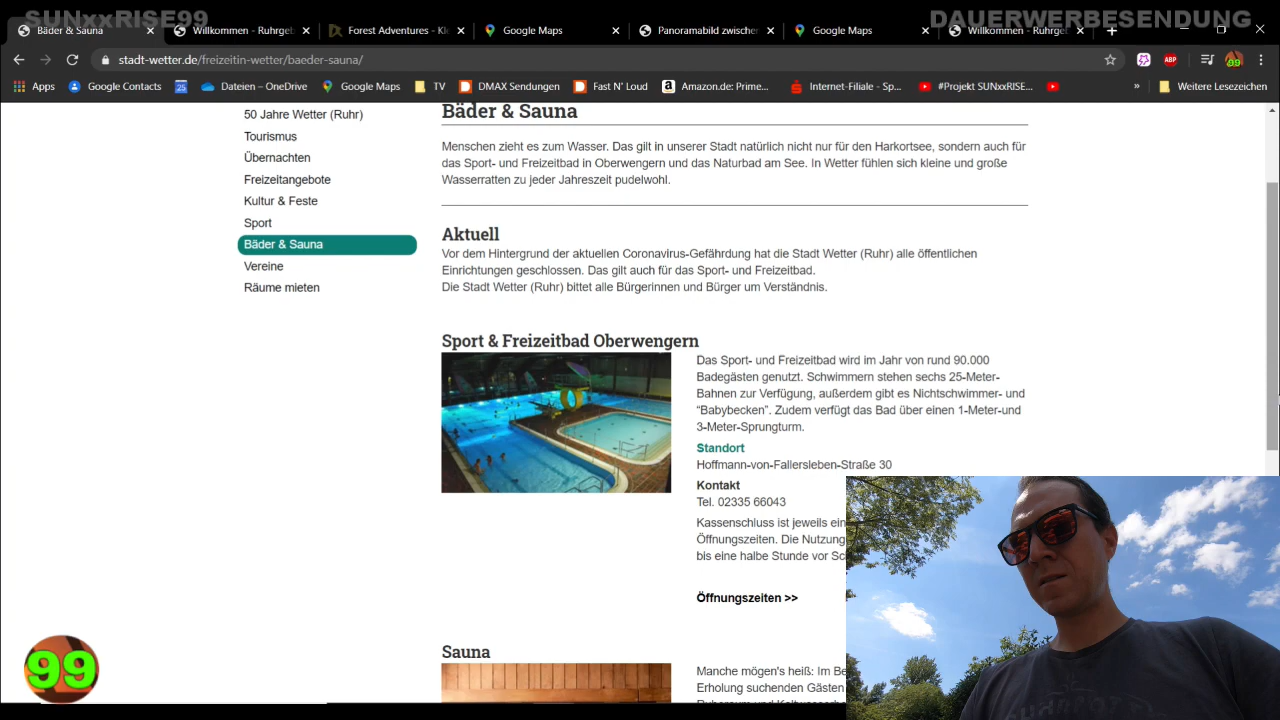 SUNxxRISE99
DAUERWERBESENDUNG
Bäder & Sauna
Willkommen - Ruhrgeb
Forest Adventures - Kle
Google Maps
Panoramabild zwischen
Google Maps
Willkommen - Ruhrgeb
stadt-wetter.de/freizeitin-wetter/baeder-sauna/
ABP
99
Apps
Google Contacts
25
Dateien – OneDrive
Google Maps
TV
DMAX Sendungen
Fast N' Loud
Amazon.de: Prime...
Internet-Filiale - Sp...
#Projekt SUNxxRISE...
»
Weitere Lesezeichen
50 Jahre Wetter (Ruhr)
Tourismus
Übernachten
Freizeitangebote
Kultur & Feste
Sport
Bäder & Sauna
Vereine
Räume mieten
Bäder & Sauna
Menschen zieht es zum Wasser. Das gilt in unserer Stadt natürlich nicht nur für den Harkortsee, sondern auch für
das Sport- und Freizeitbad in Oberwengern und das Naturbad am See. In Wetter fühlen sich kleine und große
Wasserratten zu jeder Jahreszeit pudelwohl.
Aktuell
Vor dem Hintergrund der aktuellen Coronavirus-Gefährdung hat die Stadt Wetter (Ruhr) alle öffentlichen
Einrichtungen geschlossen. Das gilt auch für das Sport- und Freizeitbad.
Die Stadt Wetter (Ruhr) bittet alle Bürgerinnen und Bürger um Verständnis.
Sport & Freizeitbad Oberwengern
Das Sport- und Freizeitbad wird im Jahr von rund 90.000
Badegästen genutzt. Schwimmern stehen sechs 25-Meter-
Bahnen zur Verfügung, außerdem gibt es Nichtschwimmer- und
“Babybecken”. Zudem verfügt das Bad über einen 1-Meter-und
3-Meter-Sprungturm.
Standort
Hoffmann-von-Fallersleben-Straße 30
Kontakt
Tel. 02335 66043
Kassenschluss ist jeweils ein
Öffnungszeiten. Die Nutzung
bis eine halbe Stunde vor Sc
Öffnungszeiten >>
Sauna
Manche mögen's heiß: Im Be
Erholung suchenden Gästen
99